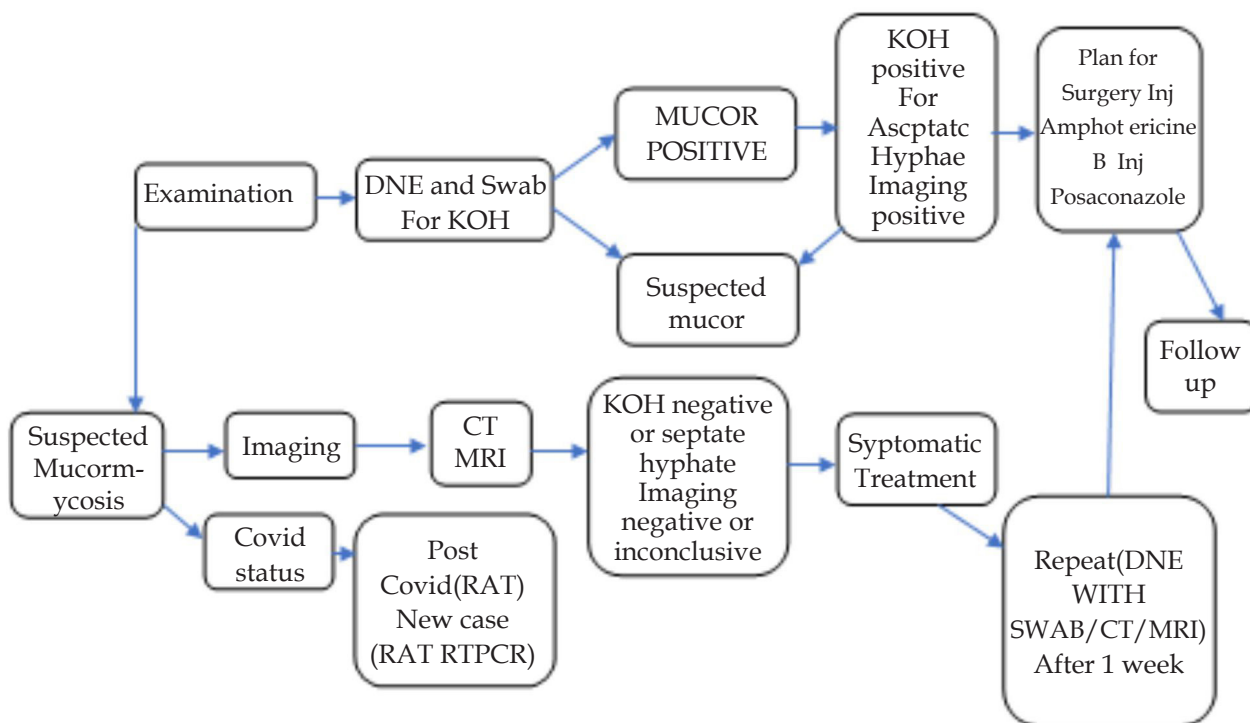 Examination
DNE and Swab
For KOH
MUCOR
POSITIVE
Suspected
mucor
KOH
positive
For
Ascptatc
Hyphae
Imaging
positive
Plan for
Surgery Inj
Amphot ericine
B Inj
Posaconazole
Follow
up
Suspected
Mucorm-
ycosis
Imaging
CT
MRI
KOH negative
or septate
hyphate
Imaging
negative or
inconclusive
Syptomatic
Treatment
Covid
status
Post
Covid(RAT)
New case
(RAT RTPCR)
Repeat(DNE
WITH
SWAB/CT/MRI)
After 1 week